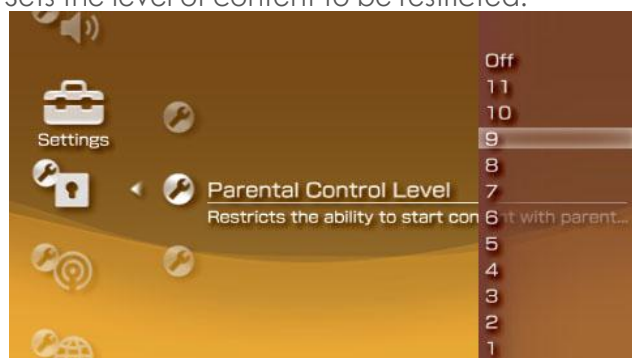 Sets the level of content to be restricted.
Off
11
10
9
8
7
6
5
4
3
2
1
Settings
Parental Control Level
Restricts the ability to start content with parent...